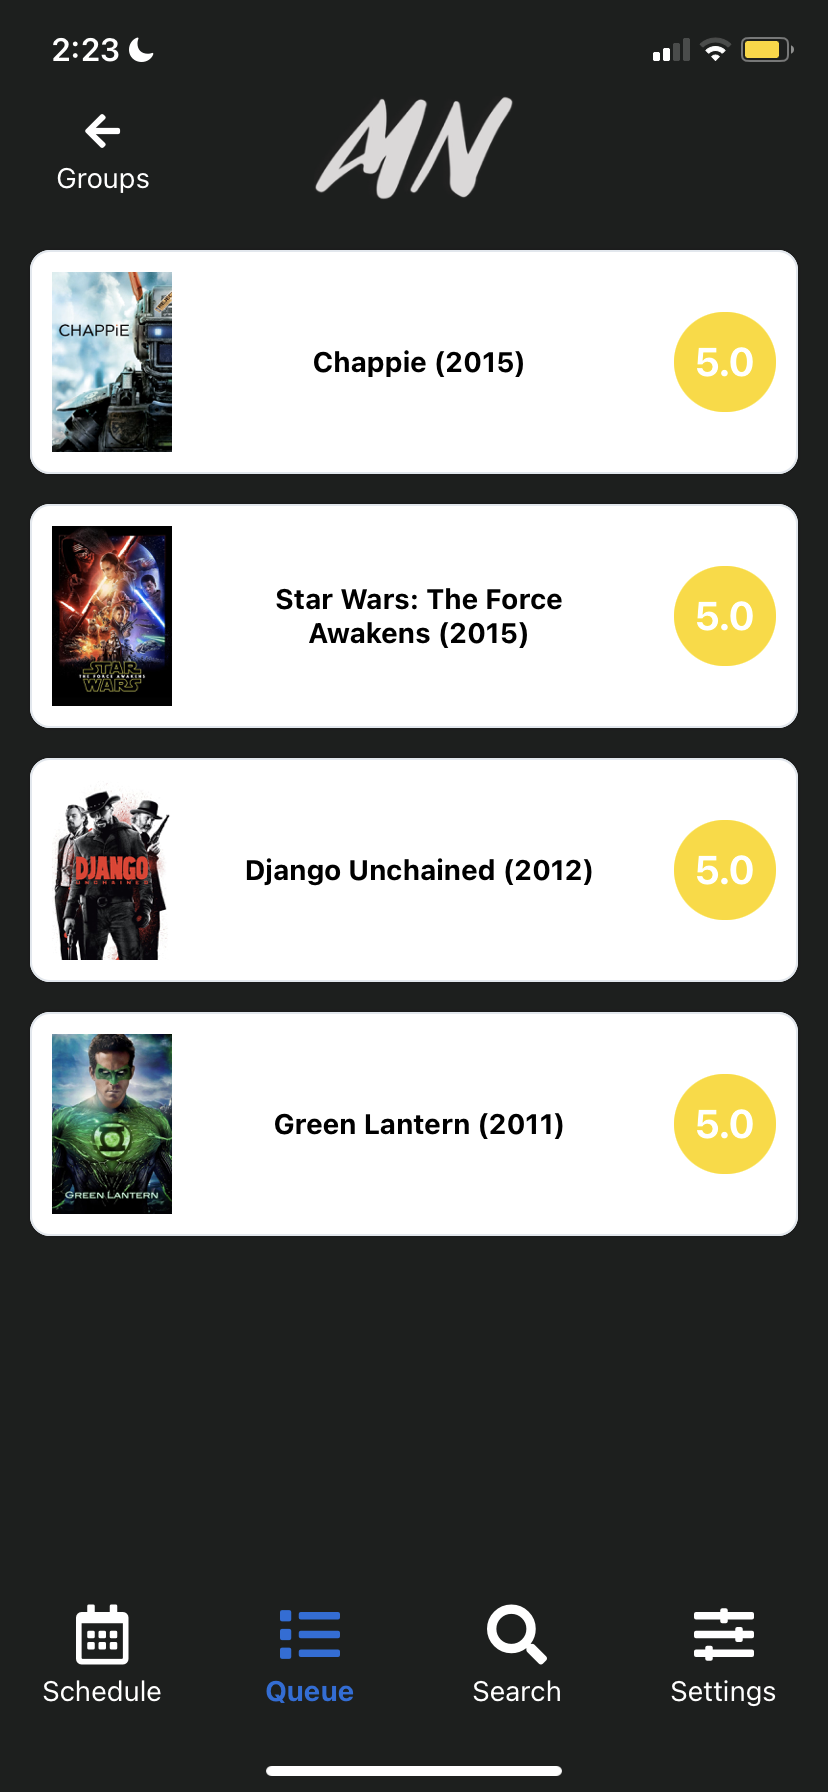 2:23
MN
Groups
CHAPPiE
Chappie (2015)
5.0
STAR
THE FORCE AWAKENS
WARS
Star Wars: The Force
Awakens (2015)
5.0
DJANGO
UNCHAINED
Django Unchained (2012)
5.0
GREEN LANTERN
Green Lantern (2011)
5.0
Schedule
Queue
Search
Settings